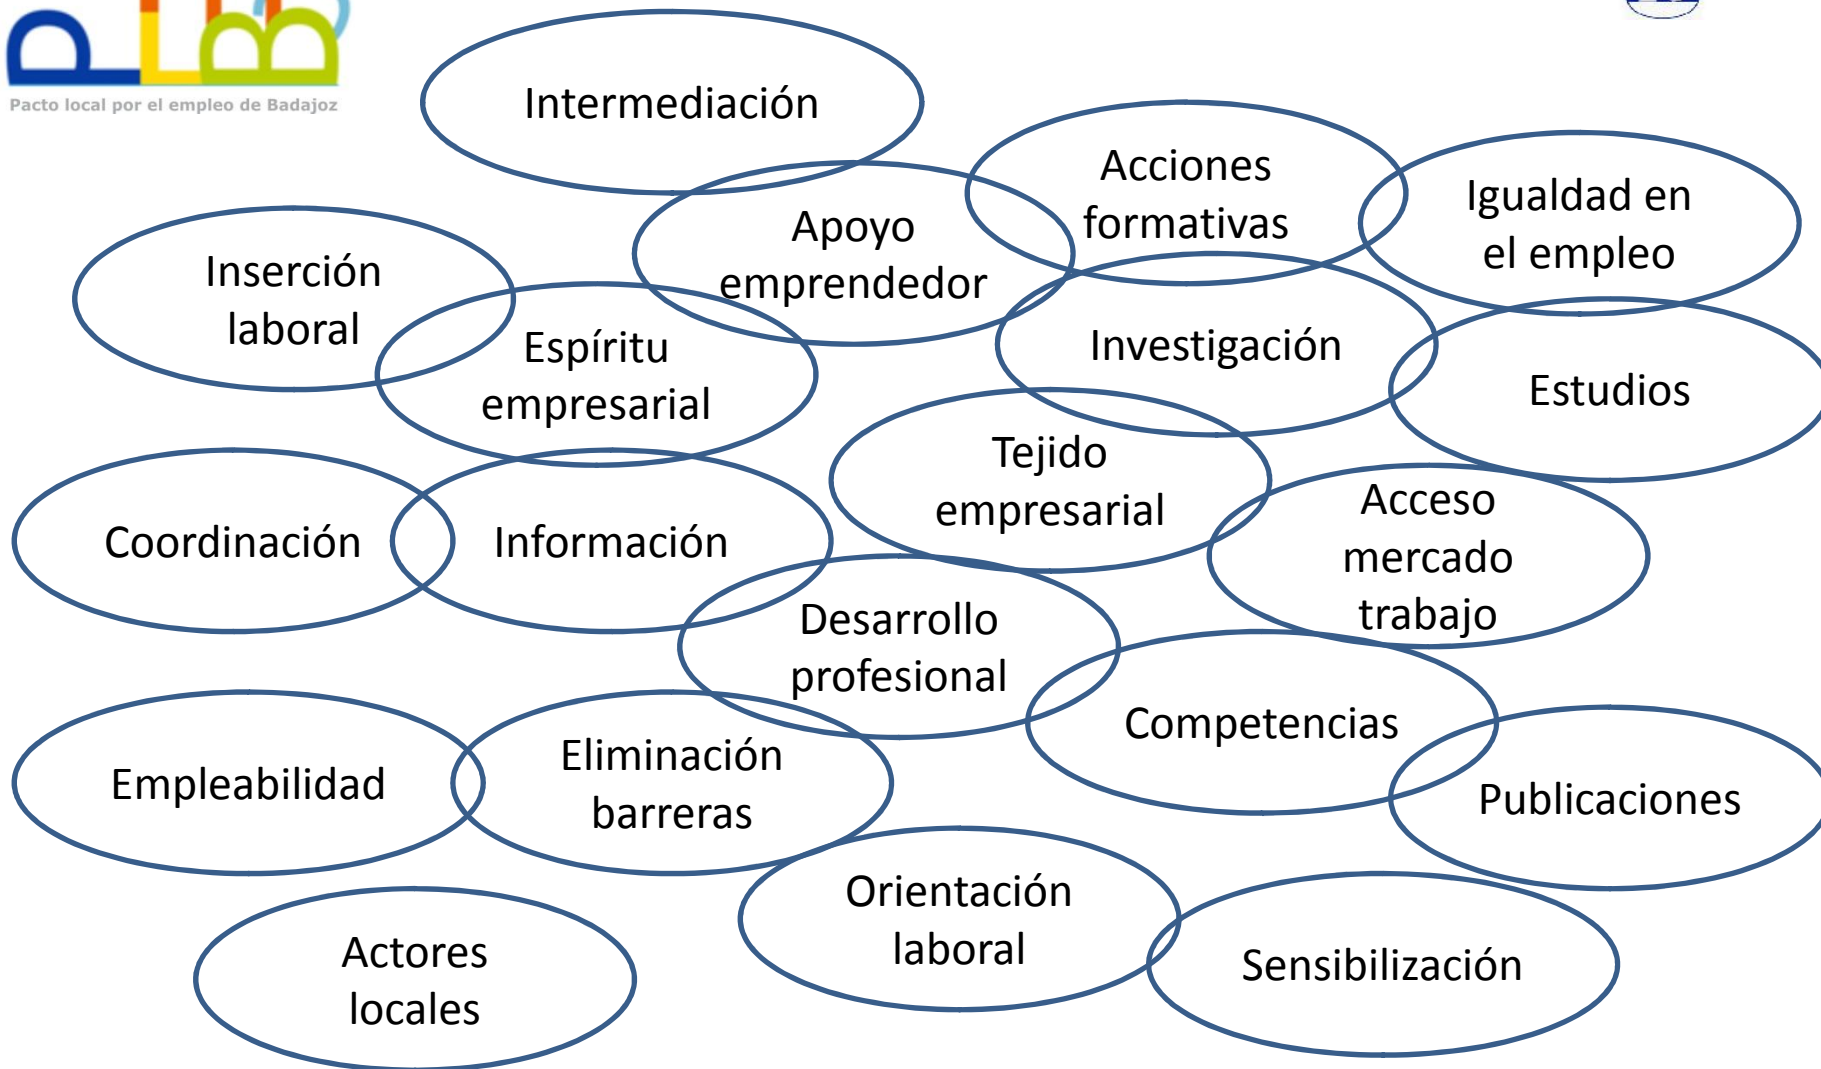 PLEB
Pacto local por el empleo de Badajoz
Intermediación
Acciones
formativas
Igualdad en
el empleo
Apoyo
emprendedor
Inserción
laboral
Espíritu
empresarial
Investigación
Estudios
Tejido
empresarial
Acceso
mercado
trabajo
Coordinación
Información
Desarrollo
profesional
Competencias
Empleabilidad
Eliminación
barreras
Publicaciones
Orientación
laboral
Sensibilización
Actores
locales